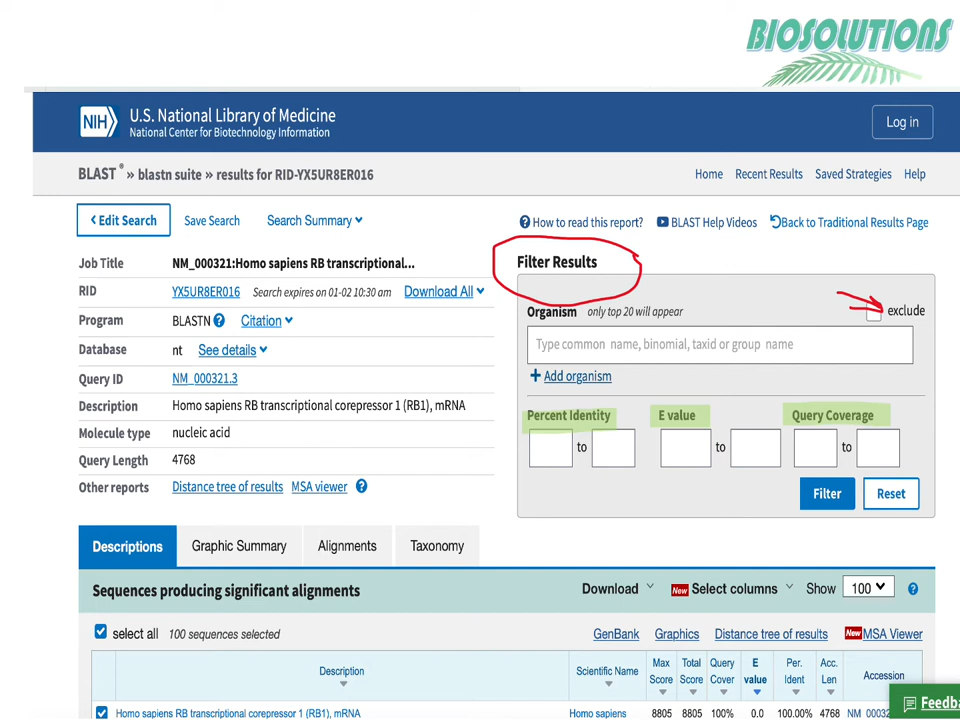 BIOSOLUTIONS
NIH U.S. National Library of Medicine
National Center for Biotechnology Information
Log in
BLAST ® » blastn suite » results for RID-YX5UR8ER016
Home Recent Results Saved Strategies Help
Edit Search Save Search Search Summary
How to read this report? BLAST Help Videos Back to Traditional Results Page
Job Title NM_000321:Homo sapiens RB transcriptional...
RID YX5UR8ER016 Search expires on 01-02 10:30 am Download All
Program BLASTN ? Citation
Database nt See details
Query ID NM_000321.3
Description Homo sapiens RB transcriptional corepressor 1 (RB1), mRNA
Molecule type nucleic acid
Query Length 4768
Other reports Distance tree of results MSA viewer ?
Filter Results
Organism only top 20 will appear exclude
Type common name, binomial, taxid or group name
+ Add organism
Percent Identity E value Query Coverage
to to to
Filter Reset
Descriptions Graphic Summary Alignments Taxonomy
Sequences producing significant alignments Download New Select columns Show 100 ?
select all 100 sequences selected GenBank Graphics Distance tree of results New MSA Viewer
Description Scientific Name Max Score Total Score Query Cover E value Per. Ident Acc. Len Accession
Homo sapiens RB transcriptional corepressor 1 (RB1), mRNA Homo sapiens 8805 8805 100% 0.0 100.00% 4768
Feedb